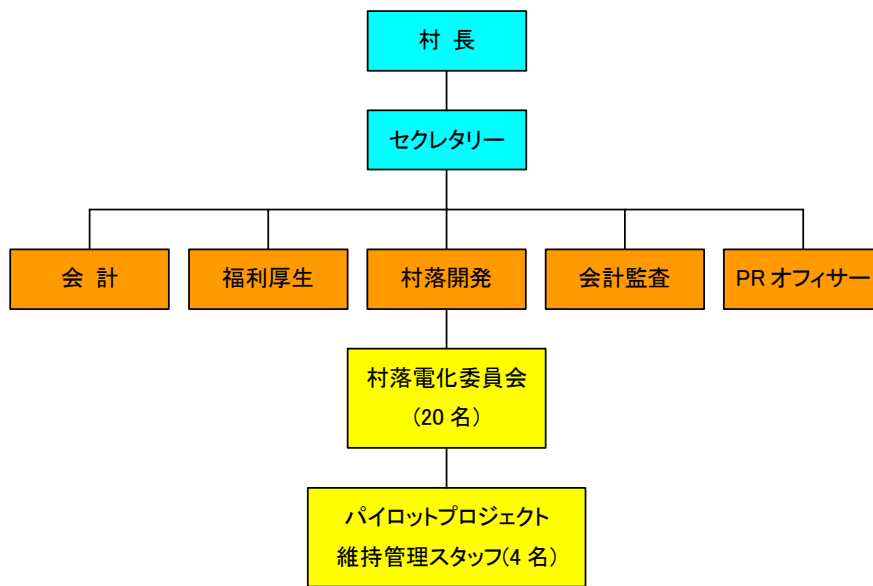 村 長
セクレタリー
会 計
福利厚生
村落開発
会計監査
PR オフィサー
村落電化委員会
(20 名)
パイロットプロジェクト
維持管理スタッフ(4 名)